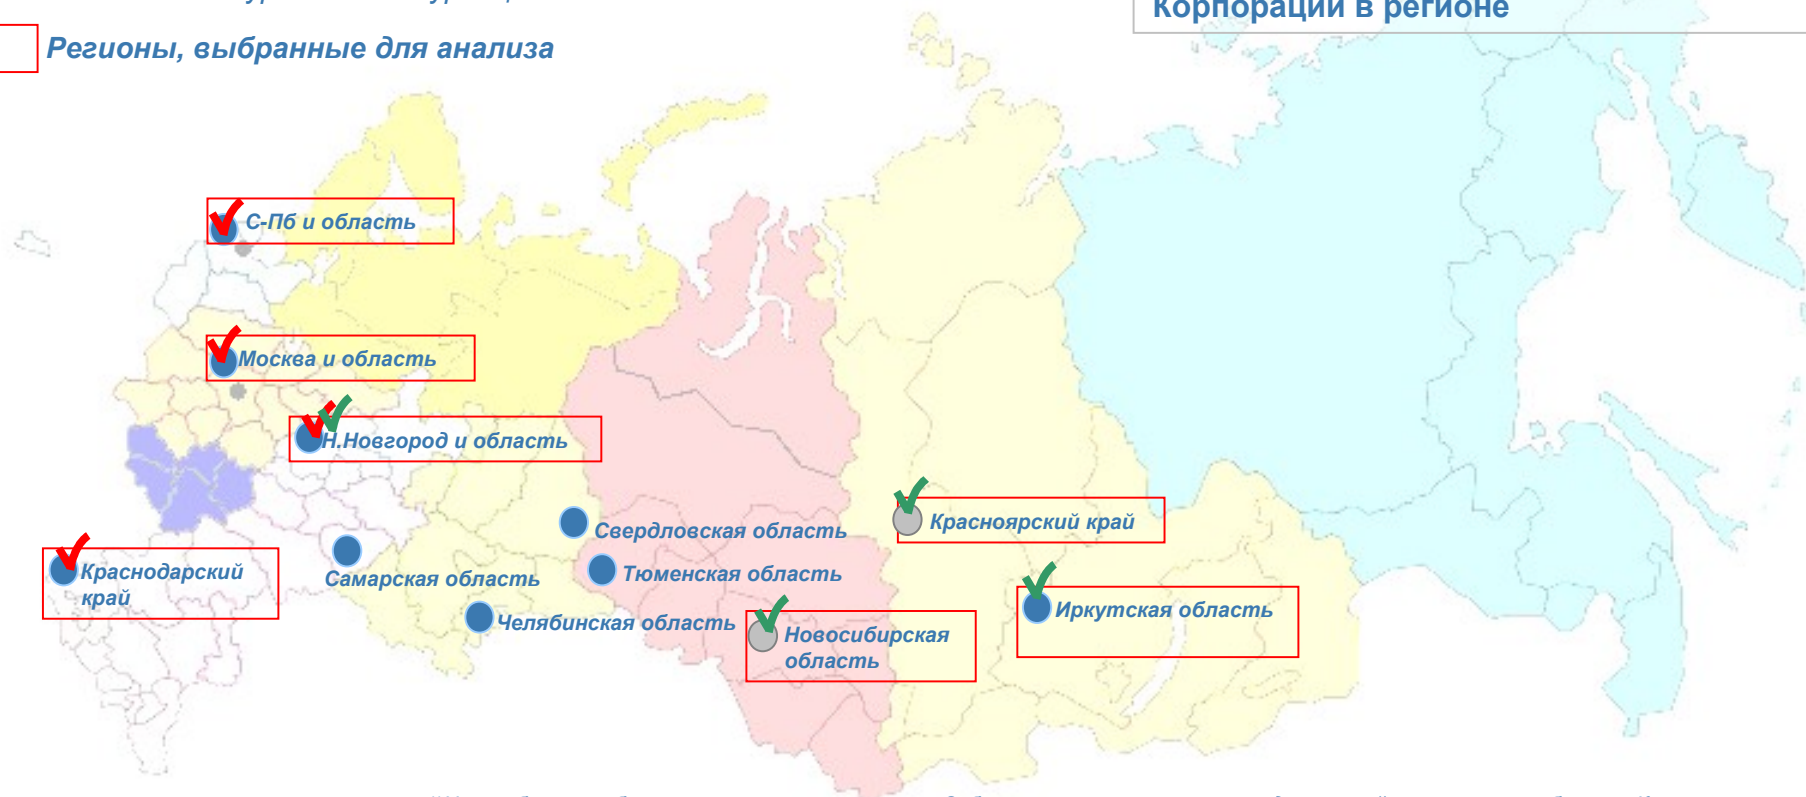 Корпорации в регионе
Регионы, выбранные для анализа
С-Пб и область
Москва и область
Н.Новгород и область
Свердловская область
Красноярский край
Краснодарский
край
Самарская область
Тюменская область
Челябинская область
Новосибирская
область
Иркутская область